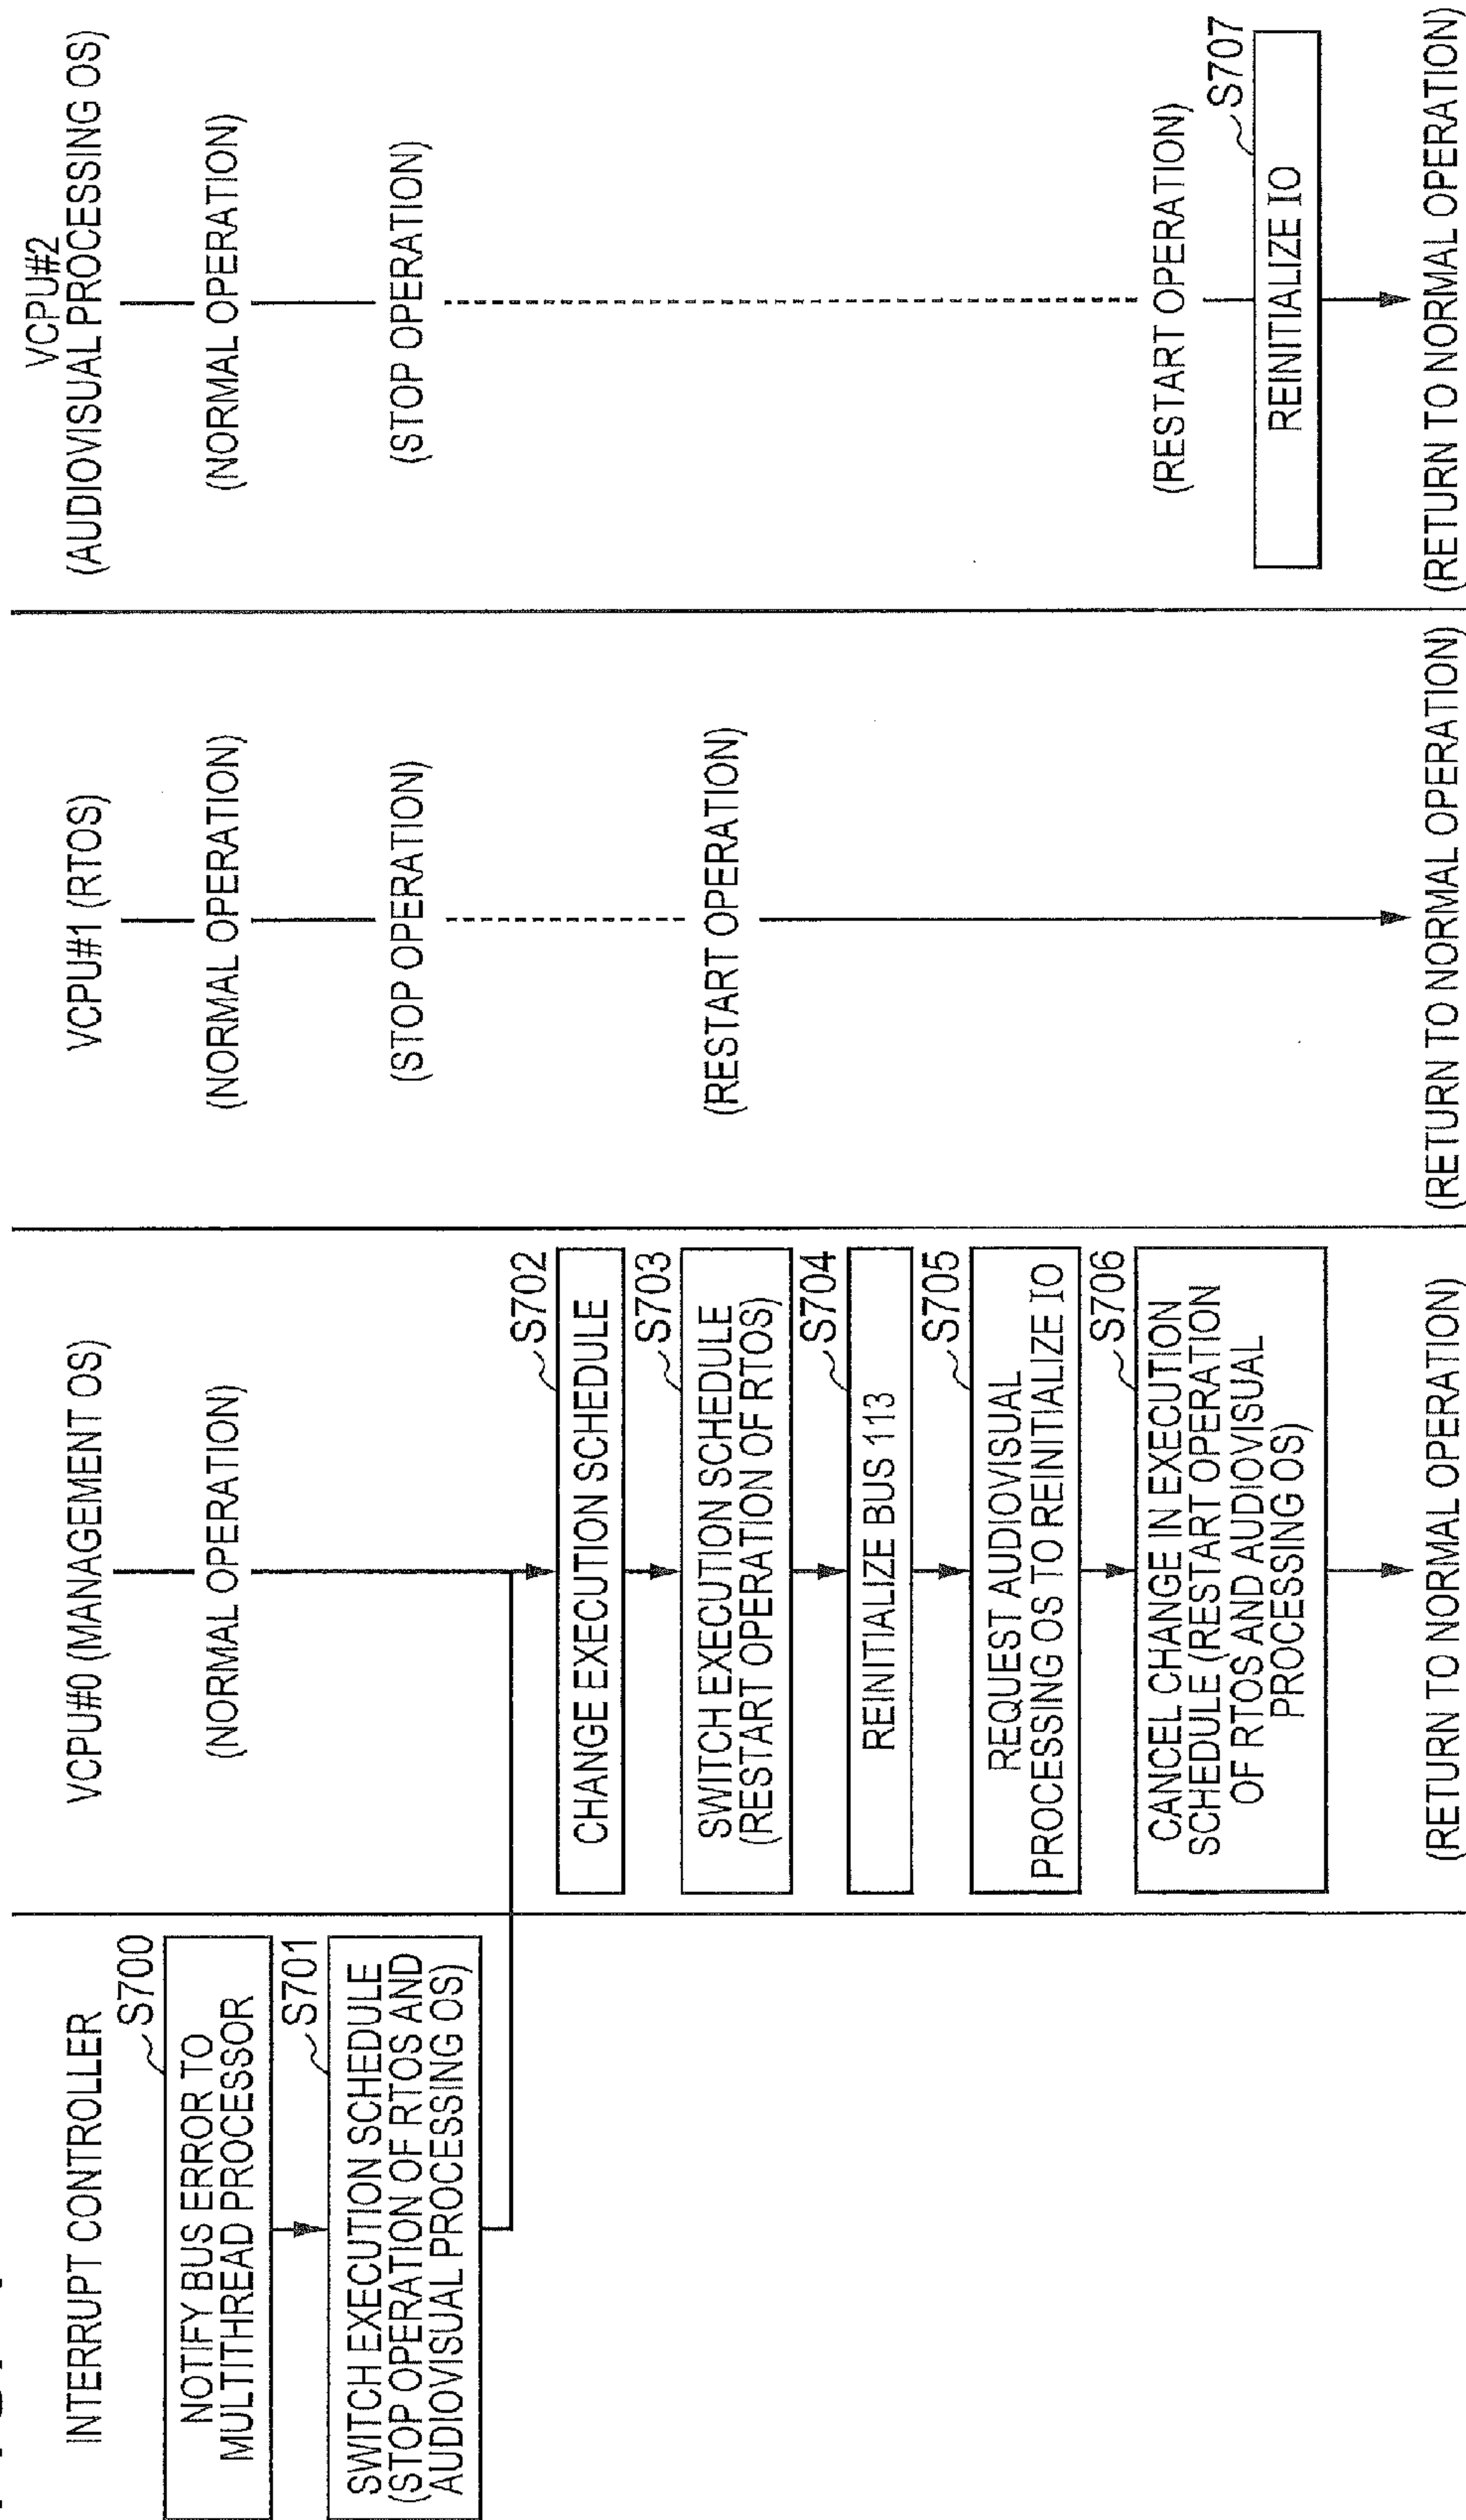 INTERRUPT CONTROLLER
S700
NOTIFY BUS ERROR TO
MULTITHREAD PROCESSOR
S701
SWITCH EXECUTION SCHEDULE
(STOP OPERATION OF RTOS AND
AUDIOVISUAL PROCESSING OS)
VCPU#0 (MANAGEMENT OS)
(NORMAL OPERATION)
S702
CHANGE EXECUTION SCHEDULE
S703
SWITCH EXECUTION SCHEDULE
(RESTART OPERATION OF RTOS)
S704
REINITIALIZE BUS 113
S705
REQUEST AUDIOVISUAL
PROCESSING OS TO REINITIALIZE IO
S706
CANCEL CHANGE IN EXECUTION
SCHEDULE (RESTART OPERATION
OF RTOS AND AUDIOVISUAL
PROCESSING OS)
(RETURN TO NORMAL OPERATION)
VCPU#1 (RTOS)
(NORMAL OPERATION)
(STOP OPERATION)
(RESTART OPERATION)
(RETURN TO NORMAL OPERATION)
VCPU#2
(AUDIOVISUAL PROCESSING OS)
(NORMAL OPERATION)
(STOP OPERATION)
(RESTART OPERATION)
S707
REINITIALIZE IO
(RETURN TO NORMAL OPERATION)